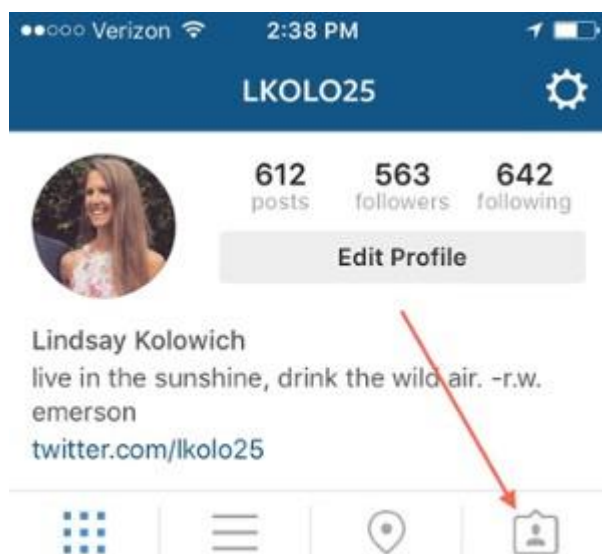 Verizon 2:38 PM
LKOLO25
612 563 642
posts followers following
Edit Profile
Lindsay Kolowich
live in the sunshine, drink the wild air. -r.w.
emerson
twitter.com/lkolo25